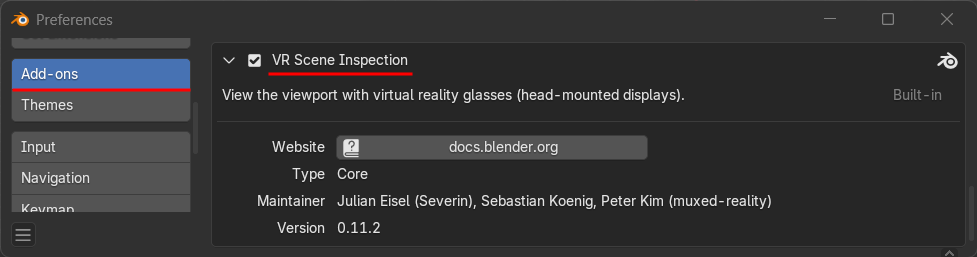 Preferences
Add-ons
Themes
Input
Navigation
Keymap
VR Scene Inspection
View the viewport with virtual reality glasses (head-mounted displays).
Built-in
Website docs.blender.org
Type Core
Maintainer Julian Eisel (Severin), Sebastian Koenig, Peter Kim (muxed-reality)
Version 0.11.2